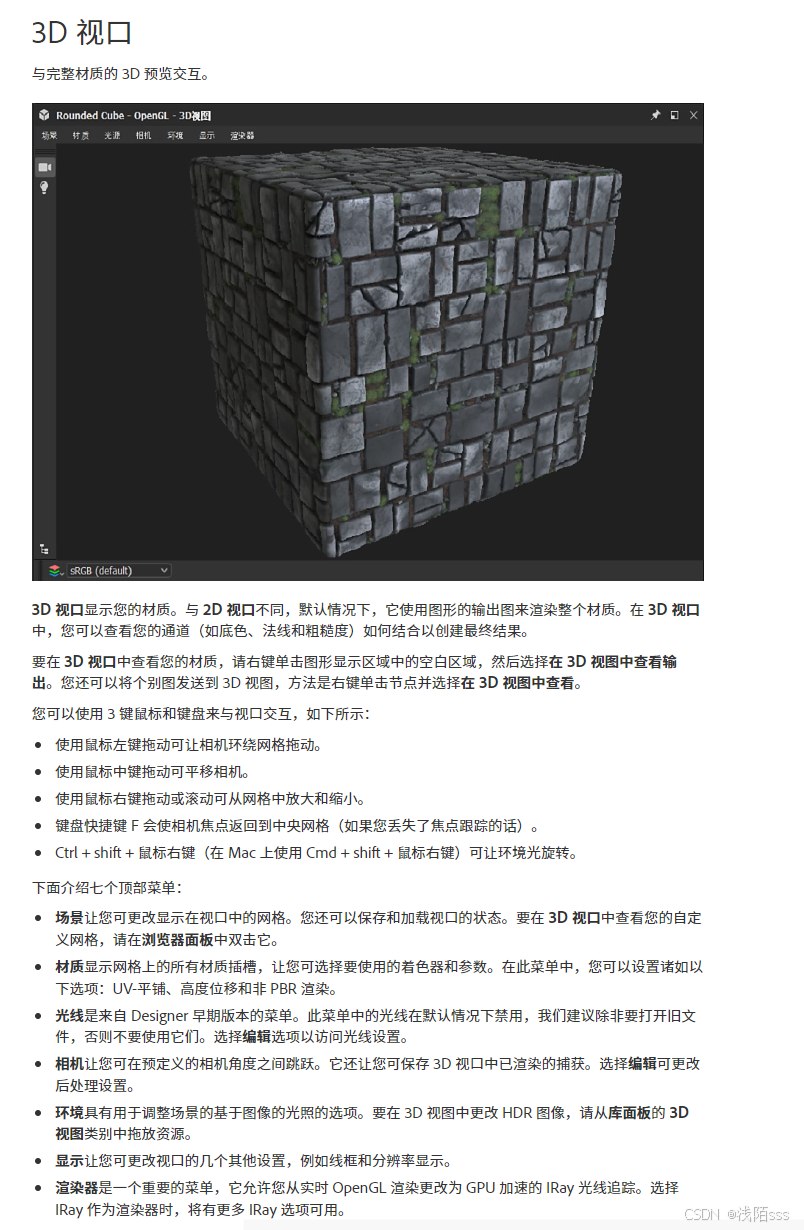 3D 视口
与完整材质的 3D 预览交互。
Rounded Cube - OpenGL - 3D视图
场景 材质 光源 相机 环境 显示 渲染器
sRGB (default)
3D 视口显示您的材质。与 2D 视口不同，默认情况下，它使用图形的输出图来渲染整个材质。在 3D 视口
中，您可以查看您的通道（如底色、法线和粗糙度）如何结合以创建最终结果。
要在 3D 视口中查看您的材质，请右键单击图形显示区域中的空白区域，然后选择在 3D 视图中查看输
出。您还可以将个别图发送到 3D 视图，方法是右键单击节点并选择在 3D 视图中查看。
您可以使用 3 键鼠标和键盘来与视口交互，如下所示：
• 使用鼠标左键拖动可让相机环绕网格拖动。
• 使用鼠标中键拖动可平移相机。
• 使用鼠标右键拖动或滚动可从网格中放大和缩小。
• 键盘快捷键 F 会使相机焦点返回到中央网格（如果您丢失了焦点跟踪的话）。
• Ctrl + shift + 鼠标右键（在 Mac 上使用 Cmd + shift + 鼠标右键）可让环境光旋转。
下面介绍七个顶部菜单：
• 场景让您可更改显示在视口中的网格。您还可以保存和加载视口的状态。要在 3D 视口中查看您的自定
义网格，请在浏览器面板中双击它。
• 材质显示网格上的所有材质插槽，让您可选择要使用的着色器和参数。在此菜单中，您可以设置诸如以
下选项：UV-平铺、高度位移和非 PBR 渲染。
• 光线是来自 Designer 早期版本的菜单。此菜单中的光线在默认情况下禁用，我们建议除非要打开旧文
件，否则不要使用它们。选择编辑选项以访问光线设置。
• 相机让您可在预定义的相机角度之间跳跃。它还让您可保存 3D 视口中已渲染的捕获。选择编辑可更改
后处理设置。
• 环境具有用于调整场景的基于图像的光照的选项。要在 3D 视图中更改 HDR 图像，请从库面板的 3D
视图类别中拖放资源。
• 显示让您可更改视口的几个其他设置，例如线框和分辨率显示。
• 渲染器是一个重要的菜单，它允许您从实时 OpenGL 渲染更改为 GPU 加速的 IRay 光线追踪。选择
IRay 作为渲染器时，将有更多 IRay 选项可用。
CSDN @浅陌sss